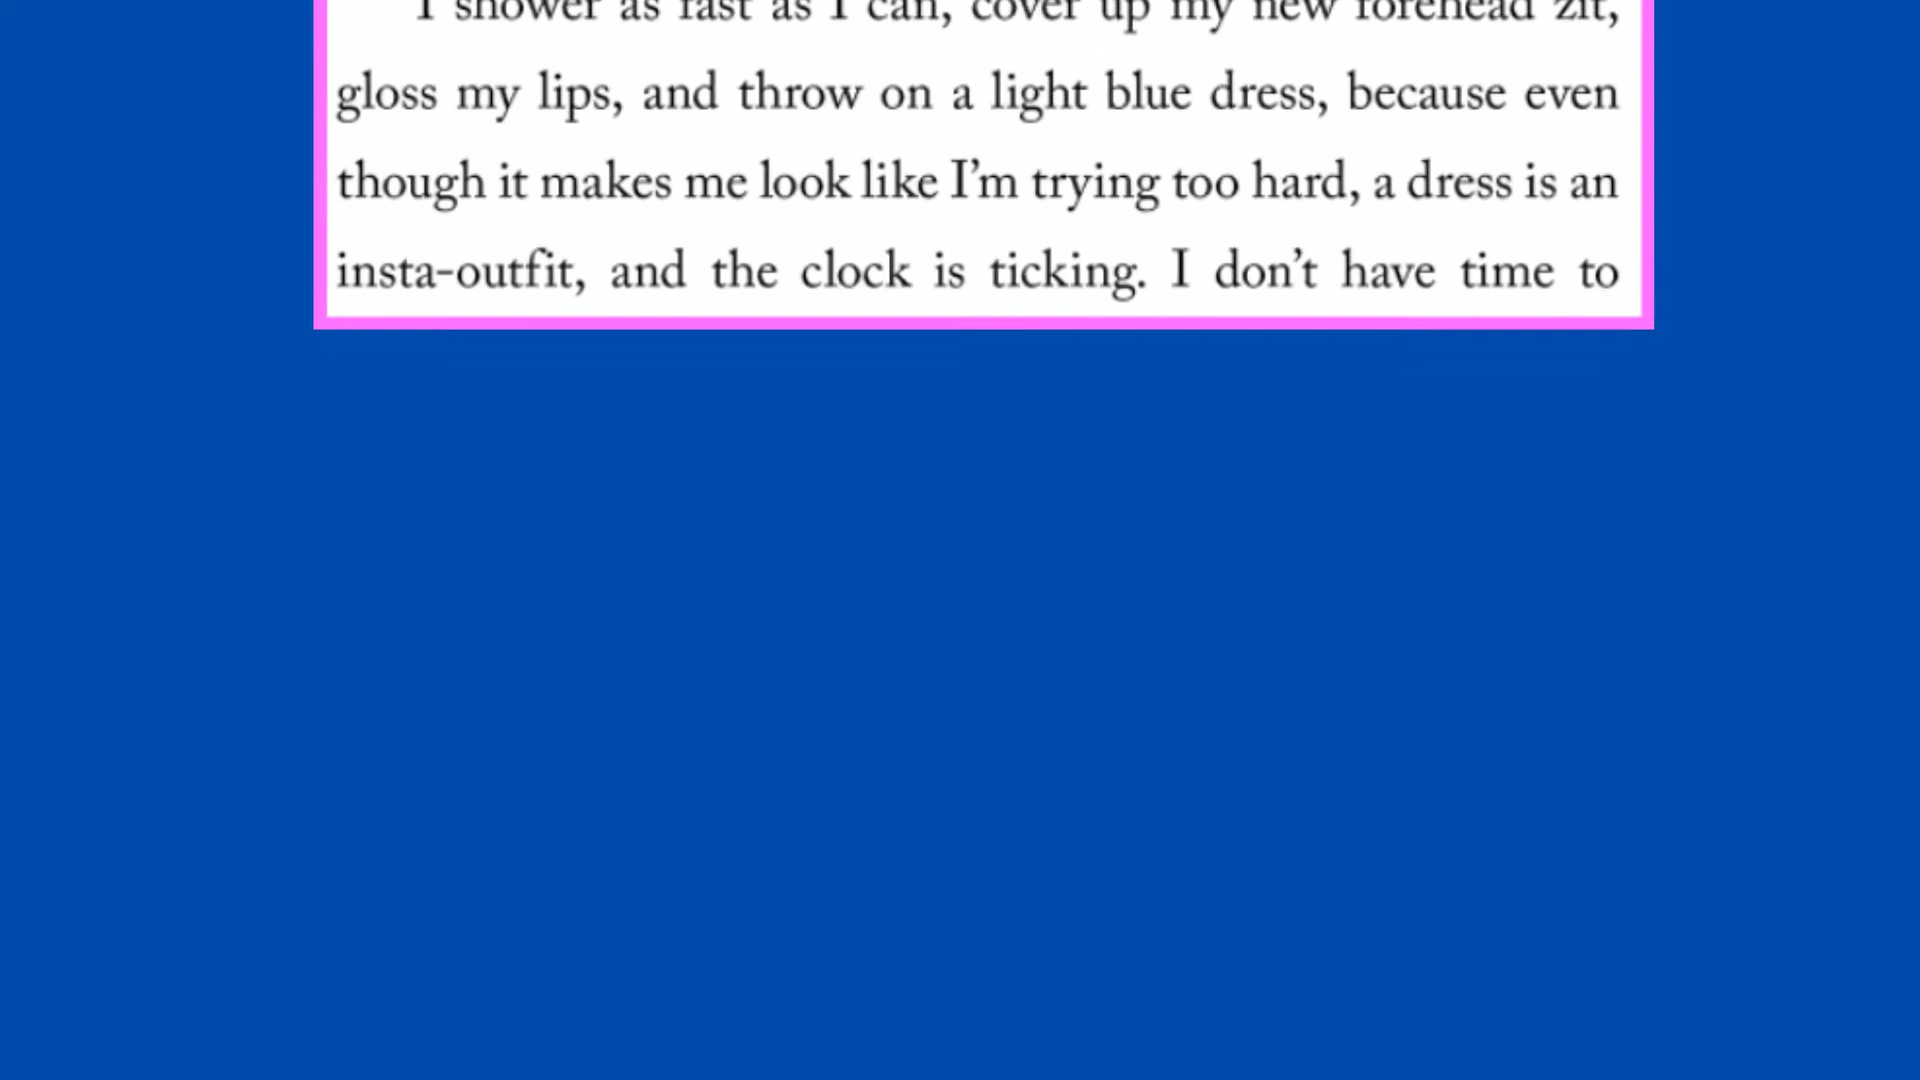 I shower as fast as I can, cover up my new forehead zit,
gloss my lips, and throw on a light blue dress, because even
though it makes me look like I’m trying too hard, a dress is an
insta-outfit, and the clock is ticking. I don’t have time to